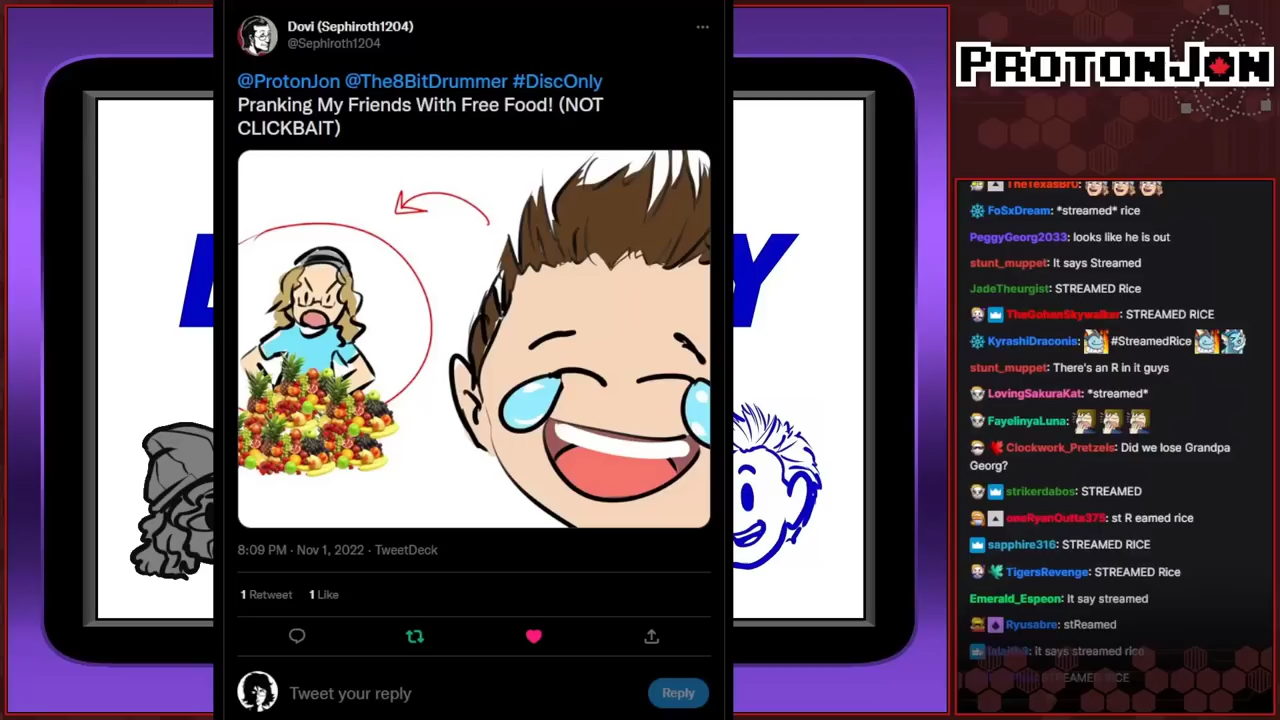 Dovi (Sephiroth1204)
@Sephiroth1204
@ProtonJon @The8BitDrummer #DiscOnly
Pranking My Friends With Free Food! (NOT
CLICKBAIT)
8:09 PM · Nov 1, 2022 · TweetDeck
1 Retweet 1 Like
Tweet your reply
Reply
PROTONJON
TheTexasBr0:
FoSxDream: *streamed* rice
PeggyGeorg2033: looks like he is out
stunt_muppet: It says Streamed
JadeTheurgist: STREAMED Rice
TheGohanSkywalker: STREAMED RICE
KyrashiDraconis: #StreamedRice
stunt_muppet: There's an R in it guys
LovingSakuraKat: *streamed*
FayelinyaLuna:
Clockwork_Pretzels: Did we lose Grandpa
Georg?
strikerdabos: STREAMED
oneRyanOutta375: st R eamed rice
sapphire316: STREAMED RICE
TigersRevenge: STREAMED Rice
Emerald_Espeon: It say streamed
Ryusabre: stReamed
it says streamed rice
STREAMED RICE